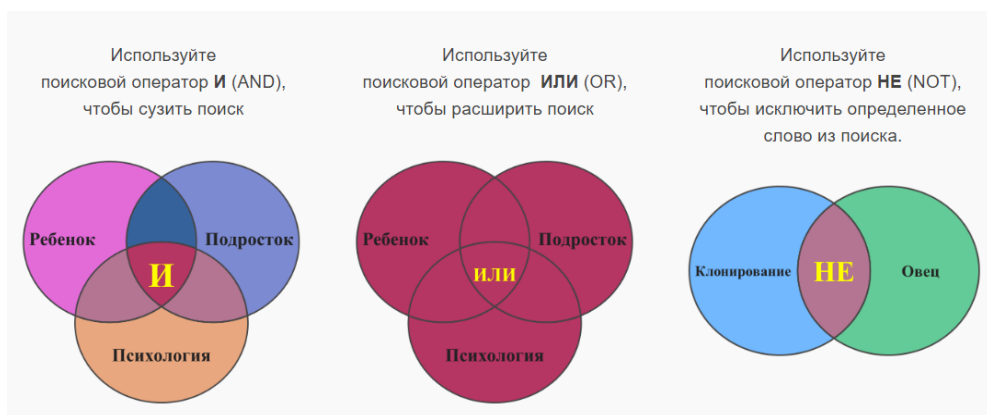 Используйте
поисковой оператор И (AND),
чтобы сузить поиск
Ребенок
Подросток
И
Психология
Используйте
поисковой оператор ИЛИ (OR),
чтобы расширить поиск
Ребенок
Подросток
ИЛИ
Психология
Используйте
поисковой оператор НЕ (NOT),
чтобы исключить определенное
слово из поиска.
Клонирование
НЕ
Овец